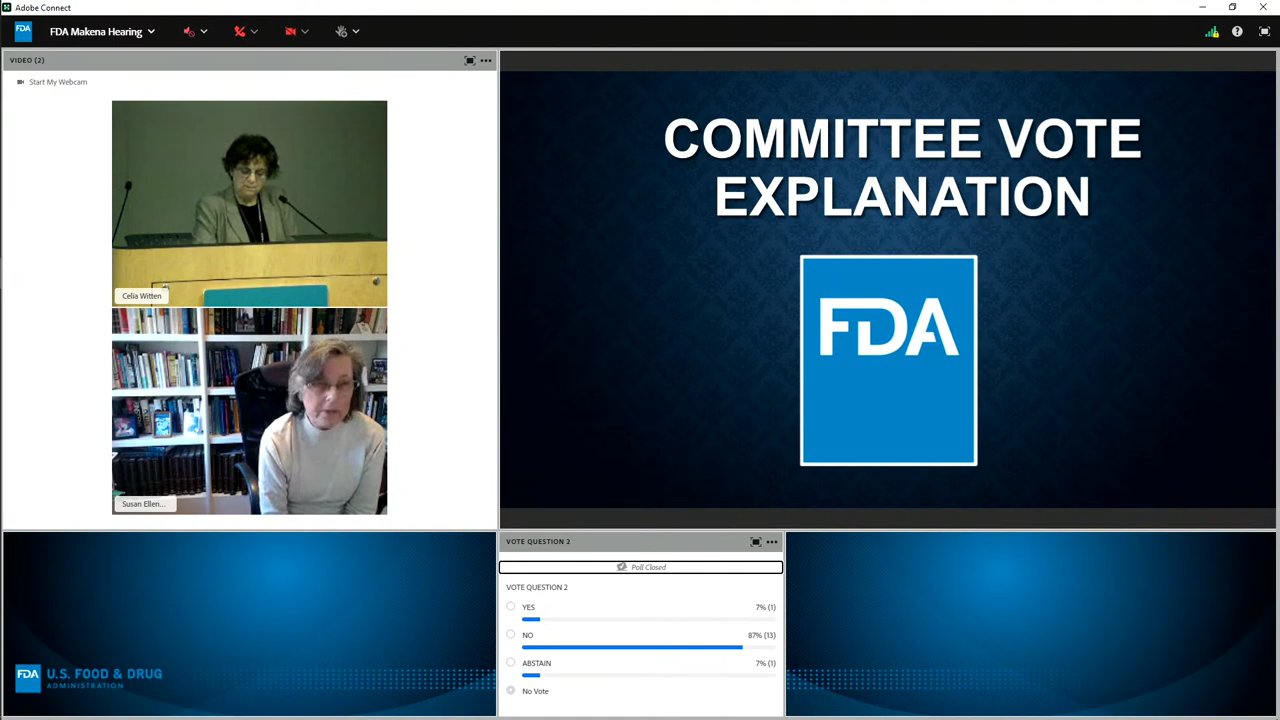 Adobe Connect
FDA
FDA Makena Hearing
VIDEO (2)
Start My Webcam
Celia Witten
Susan Ellen...
COMMITTEE VOTE
EXPLANATION
FDA
VOTE QUESTION 2
Poll Closed
VOTE QUESTION 2
YES 7% (1)
NO 87% (13)
ABSTAIN 7% (1)
No Vote
FDA U.S. FOOD & DRUG
ADMINISTRATION